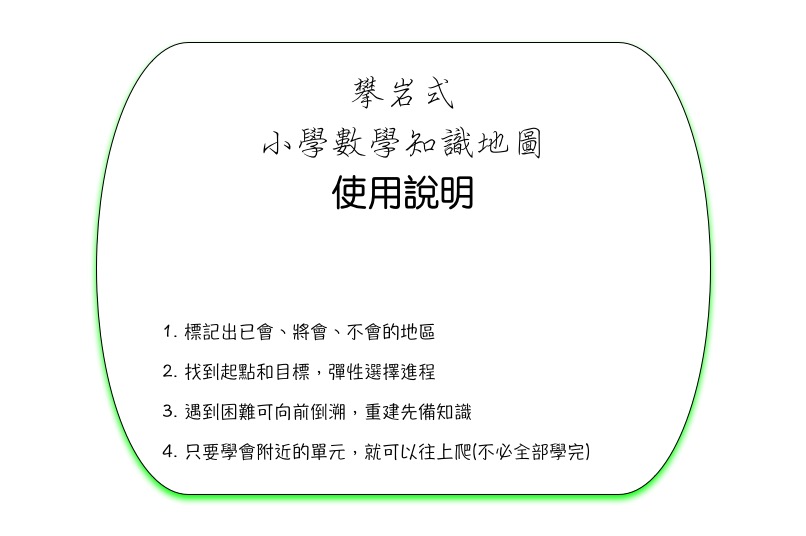 攀岩式
小學數學知識地圖
使用說明
1. 標記出已會、將會、不會的地區
2. 找到起點和目標，彈性選擇進程
3. 遇到困難可向前倒溯，重建先備知識
4. 只要學會附近的單元，就可以往上爬(不必全部學完)